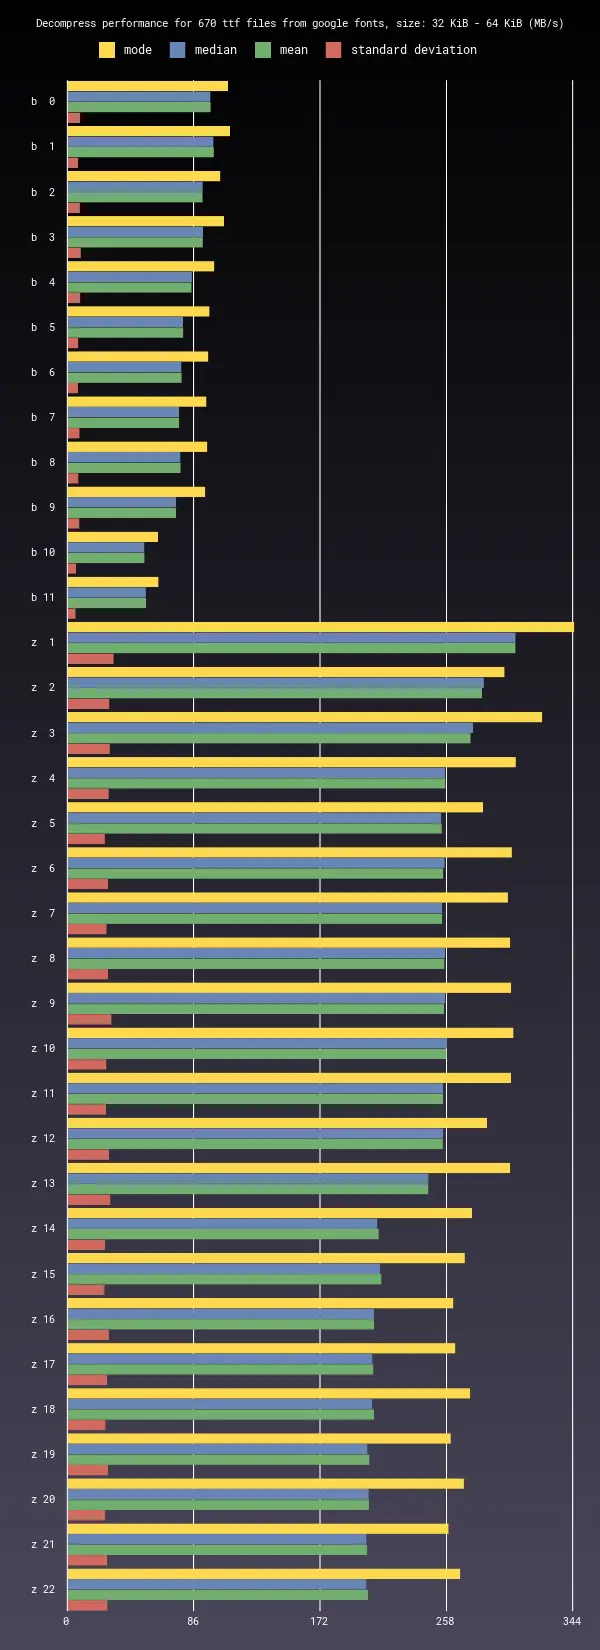 Decompress performance for 670 ttf files from google fonts, size: 32 KiB - 64 KiB (MB/s)
mode median mean standard deviation
b 0
b 1
b 2
b 3
b 4
b 5
b 6
b 7
b 8
b 9
b 10
b 11
z 1
z 2
z 3
z 4
z 5
z 6
z 7
z 8
z 9
z 10
z 11
z 12
z 13
z 14
z 15
z 16
z 17
z 18
z 19
z 20
z 21
z 22
0 86 172 258 344